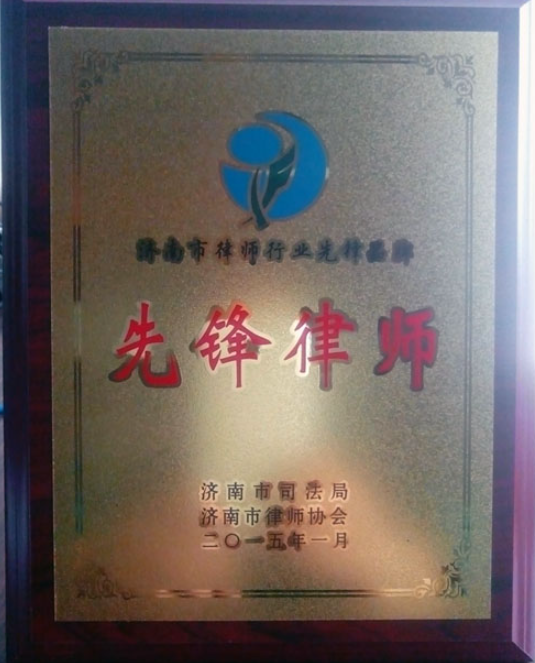 济南市律师行业先锋品牌
先锋律师
济南市司法局
济南市律师协会
二〇一五年一月